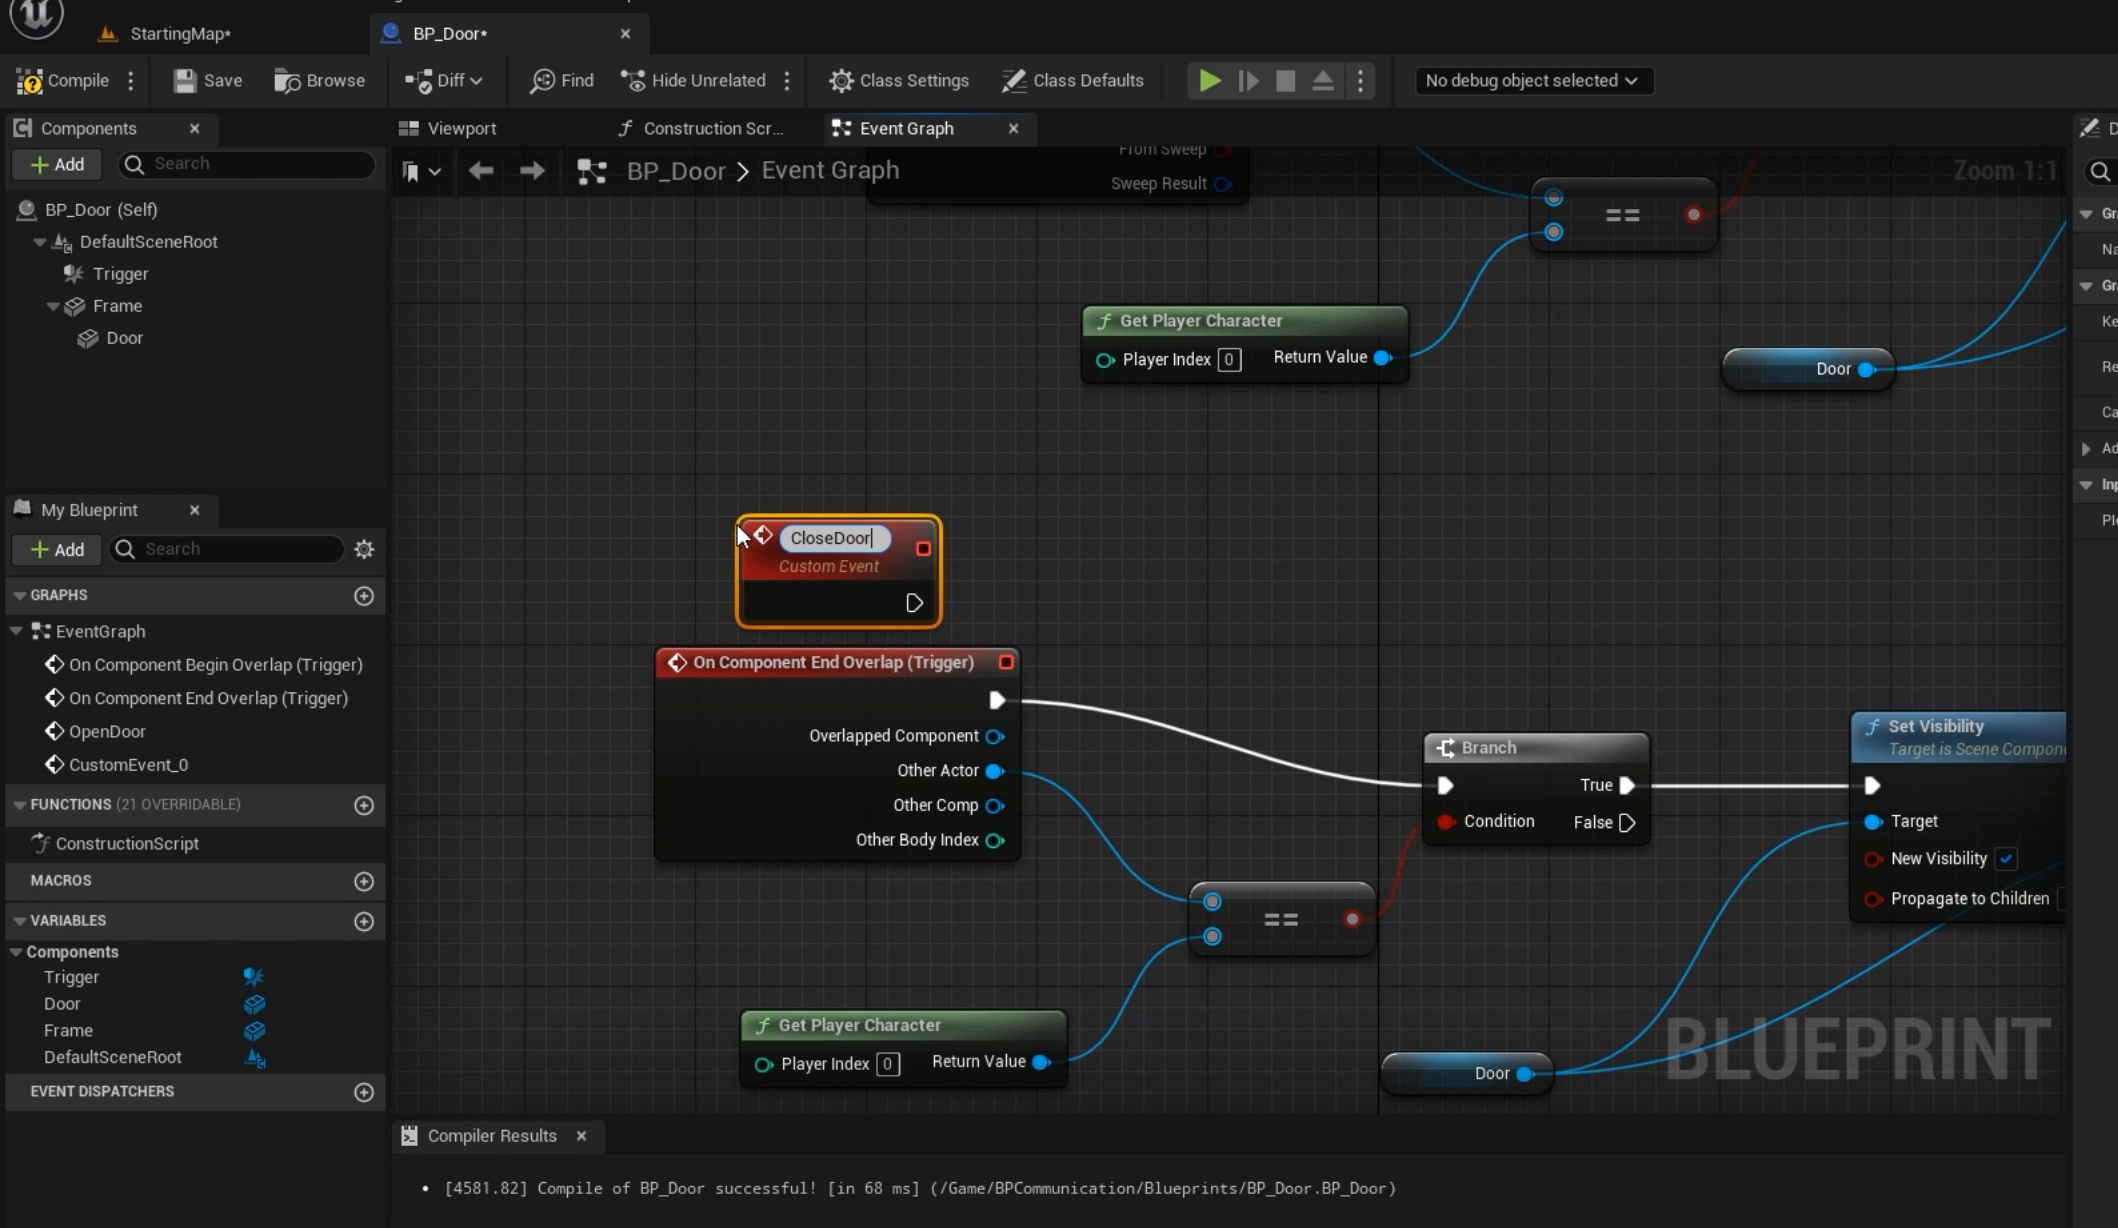 StartingMap*
BP_Door*
Compile
Save
Browse
Diff
Find
Hide Unrelated
Class Settings
Class Defaults
No debug object selected
Components
Viewport
Construction Scr...
Event Graph
Add
Search
BP_Door > Event Graph
Zoom 1:1
From Sweep
Sweep Result
==
BP_Door (Self)
DefaultSceneRoot
Trigger
Frame
Door
Get Player Character
Player Index 0
Return Value
Door
My Blueprint
Add
Search
GRAPHS
EventGraph
On Component Begin Overlap (Trigger)
On Component End Overlap (Trigger)
OpenDoor
CustomEvent_0
FUNCTIONS (21 OVERRIDABLE)
ConstructionScript
MACROS
VARIABLES
Components
Trigger
Door
Frame
DefaultSceneRoot
EVENT DISPATCHERS
CloseDoor
Custom Event
On Component End Overlap (Trigger)
Overlapped Component
Other Actor
Other Comp
Other Body Index
Branch
True
Condition
False
Set Visibility
Target is Scene Compon
Target
New Visibility
Propagate to Children
==
Get Player Character
Player Index 0
Return Value
Door
BLUEPRINT
Compiler Results
• [4581.82] Compile of BP_Door successful! [in 68 ms] (/Game/BPCommunication/Blueprints/BP_Door.BP_Door)